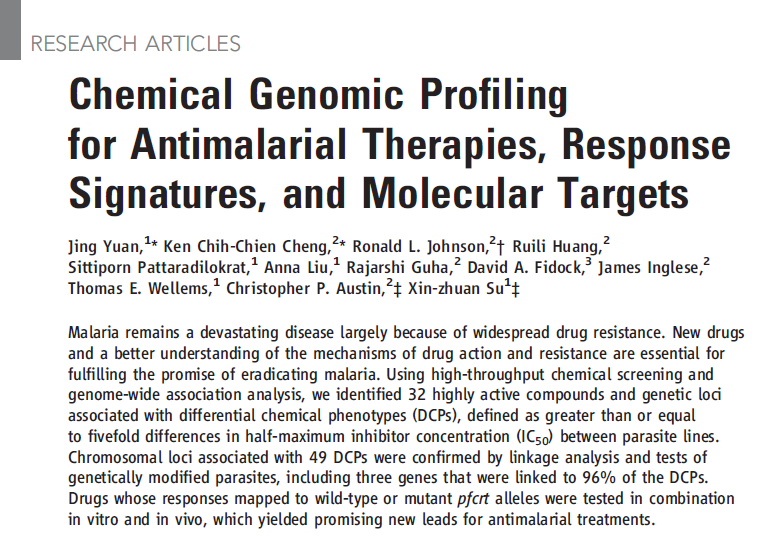 RESEARCH ARTICLES
Chemical Genomic Profiling
for Antimalarial Therapies, Response
Signatures, and Molecular Targets
Jing Yuan,¹* Ken Chih-Chien Cheng,²* Ronald L. Johnson,²† Ruili Huang,²
Sittiporn Pattaradilokrat,¹ Anna Liu,¹ Rajarshi Guha,² David A. Fidock,³ James Inglese,²
Thomas E. Wellems,¹ Christopher P. Austin,²‡ Xin-zhuan Su¹‡
Malaria remains a devastating disease largely because of widespread drug resistance. New drugs
and a better understanding of the mechanisms of drug action and resistance are essential for
fulfilling the promise of eradicating malaria. Using high-throughput chemical screening and
genome-wide association analysis, we identified 32 highly active compounds and genetic loci
associated with differential chemical phenotypes (DCPs), defined as greater than or equal
to fivefold differences in half-maximum inhibitor concentration (IC₅₀) between parasite lines.
Chromosomal loci associated with 49 DCPs were confirmed by linkage analysis and tests of
genetically modified parasites, including three genes that were linked to 96% of the DCPs.
Drugs whose responses mapped to wild-type or mutant pfcrt alleles were tested in combination
in vitro and in vivo, which yielded promising new leads for antimalarial treatments.